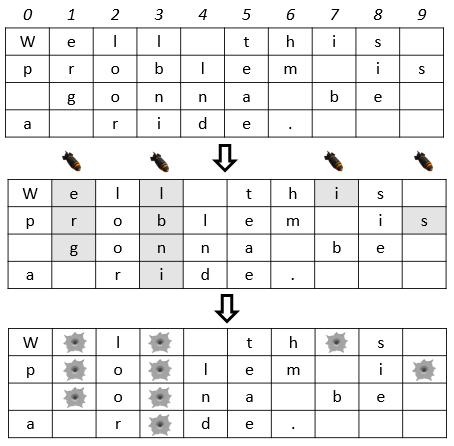 0 1 2 3 4 5 6 7 8 9
W e l l   t h i s
p r o b l e m   i s
  g o n n a   b e
a   r i d e .
W e l l   t h i s
p r o b l e m   i s
  g o n n a   b e
a   r i d e .
W   l     t h   s
p   o   l e m   i
    o   n a   b e
a   r   d e .